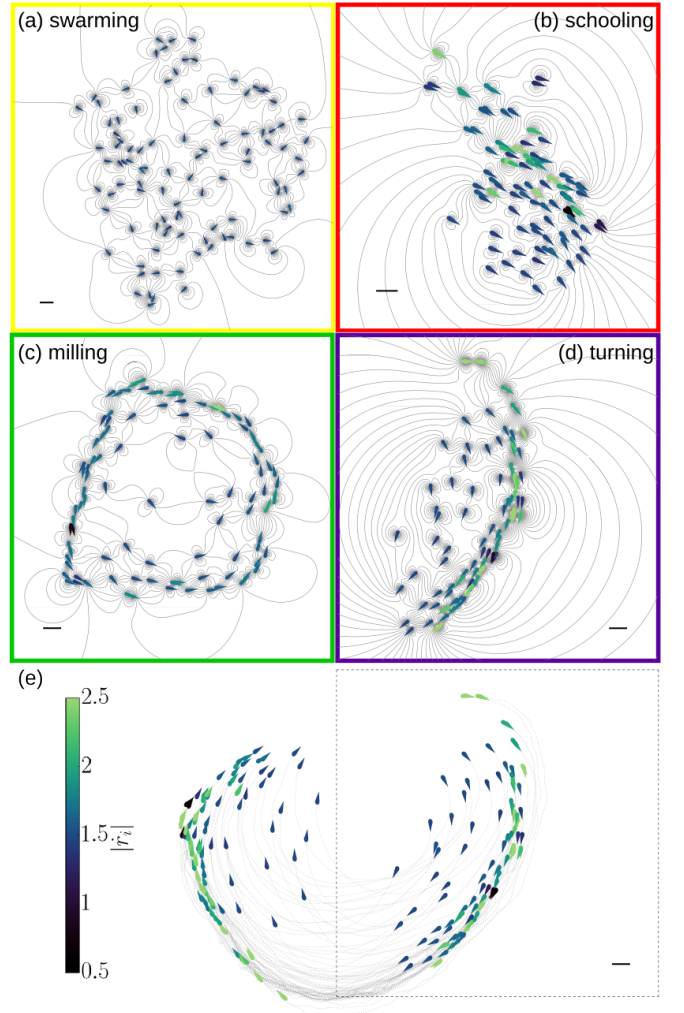 (a) swarming
(b) schooling
(c) milling
(d) turning
(e)
2.5
2
1.5
1
0.5
|ṙᵢ|